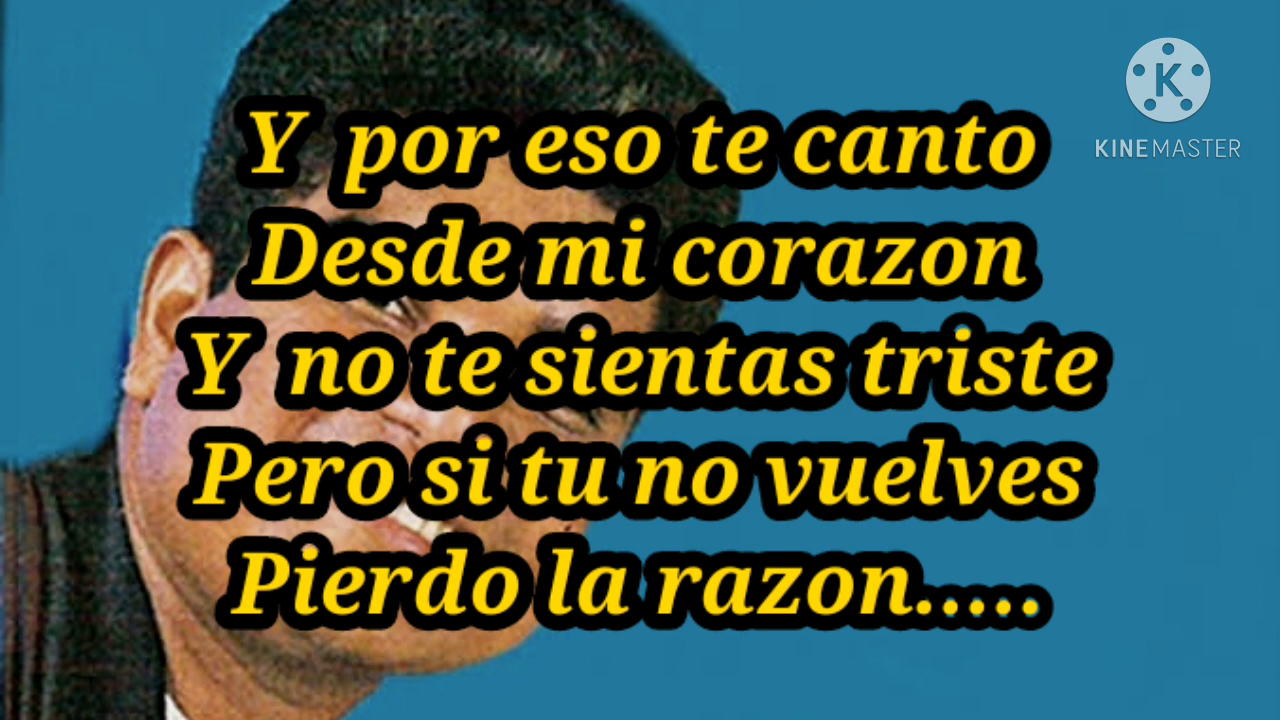 Y por eso te canto
Desde mi corazon
Y no te sientas triste
Pero si tu no vuelves
Pierdo la razon.....
K
KINEMASTER